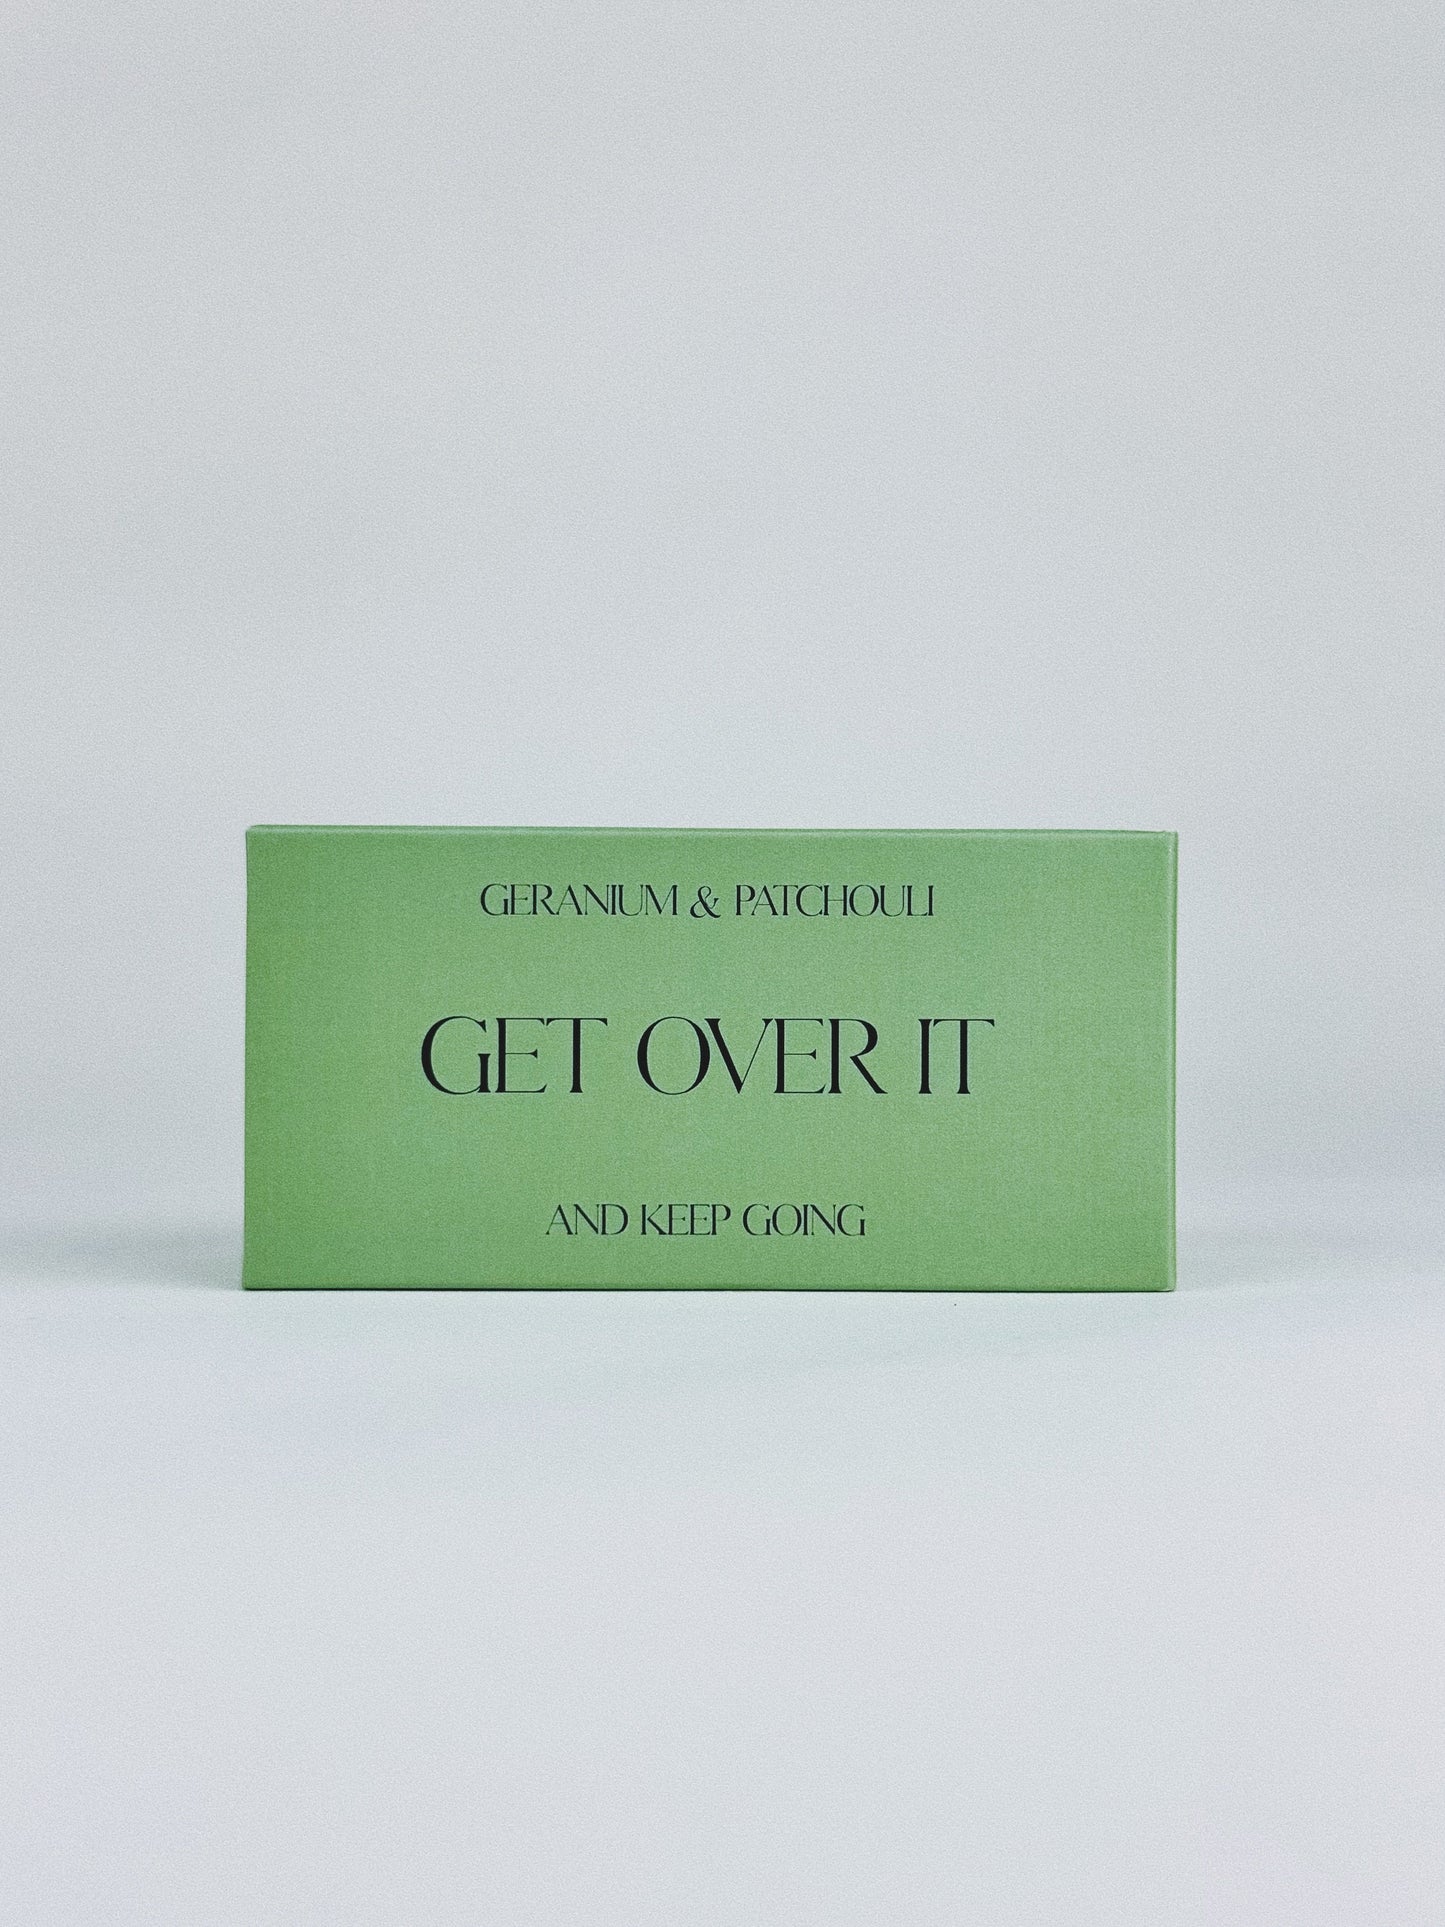 GERANIUM & PATCHOULI
GET OVER IT
AND KEEP GOING